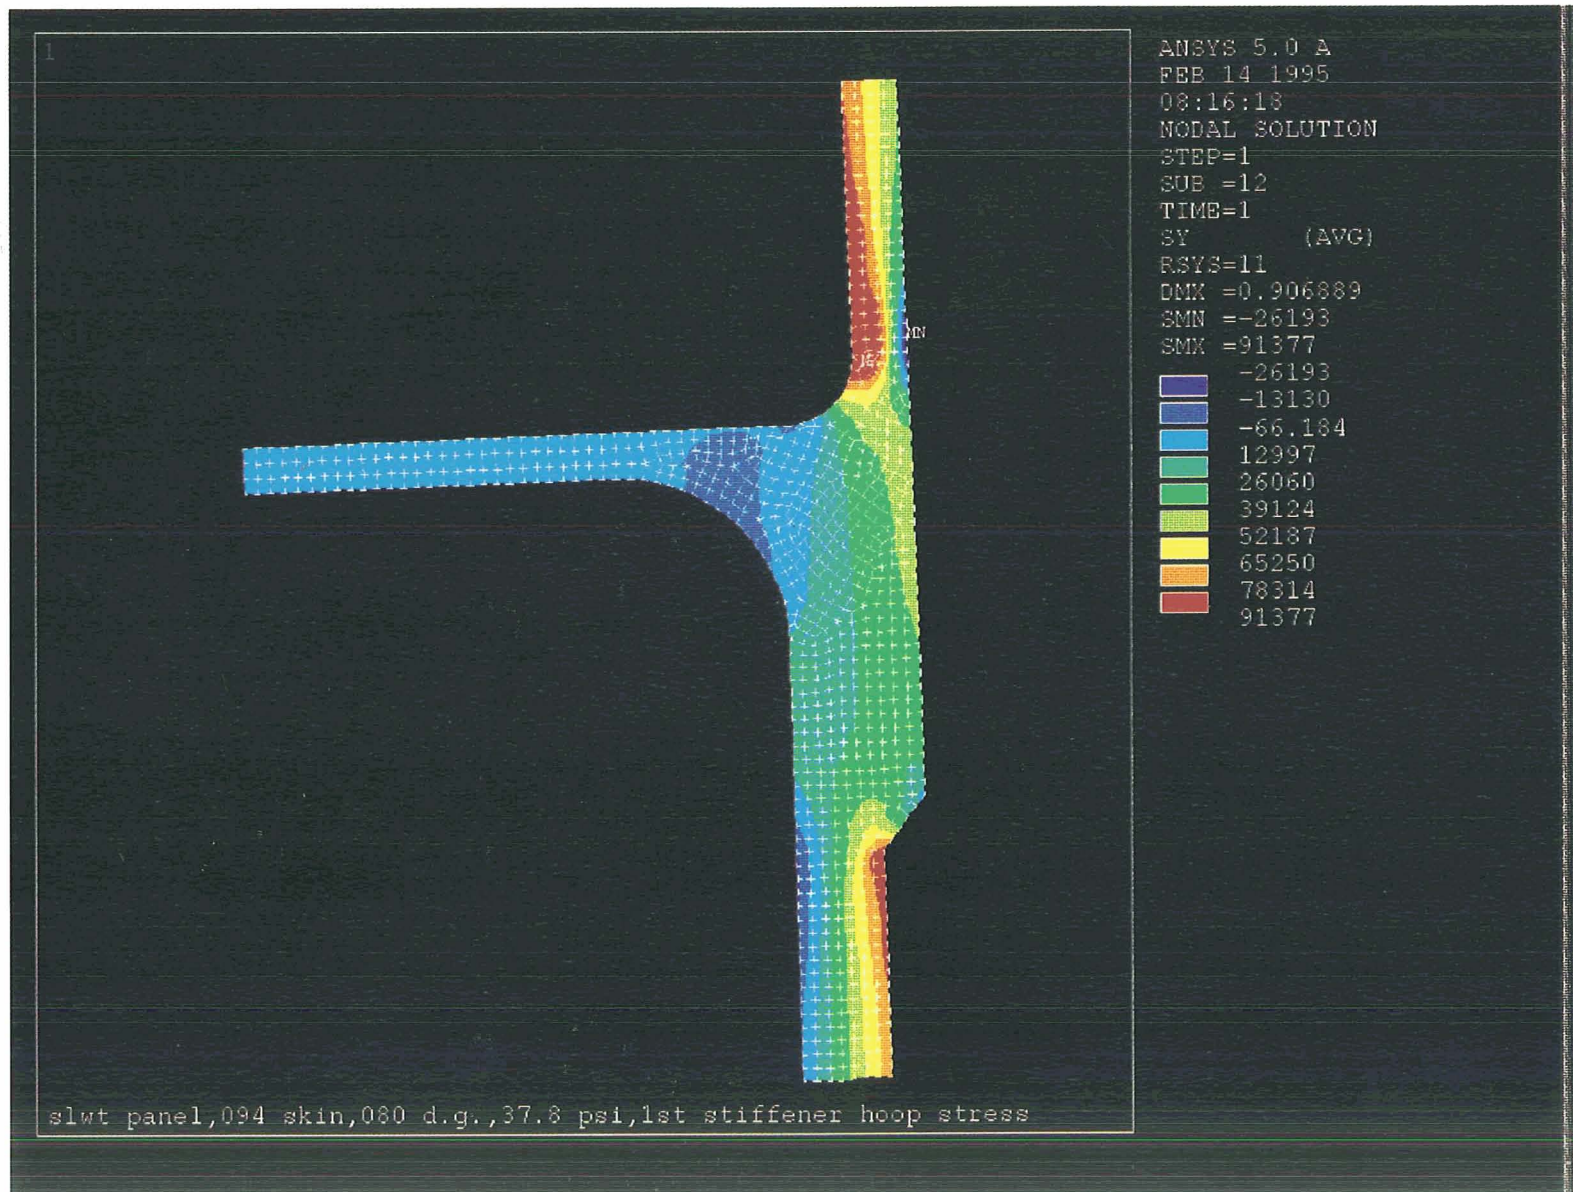 1
ANSYS 5.0 A
FEB 14 1995
08:16:18
NODAL SOLUTION
STEP=1
SUB =12
TIME=1
SY (AVG)
RSYS=11
DMX =0.906889
SMN =-26193
SMX =91377
-26193
-13130
-66.184
12997
26060
39124
52187
65250
78314
91377
MN
slwt panel,094 skin,080 d.g.,37.8 psi,1st stiffener hoop stress